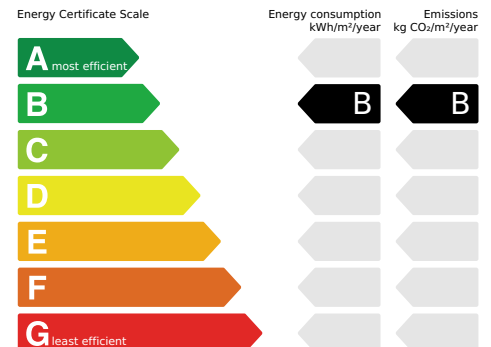 Energy Certificate Scale
Energy consumption
kWh/m²/year
Emissions
kg CO₂/m²/year
A most efficient
B
B
B
C
D
E
F
G least efficient